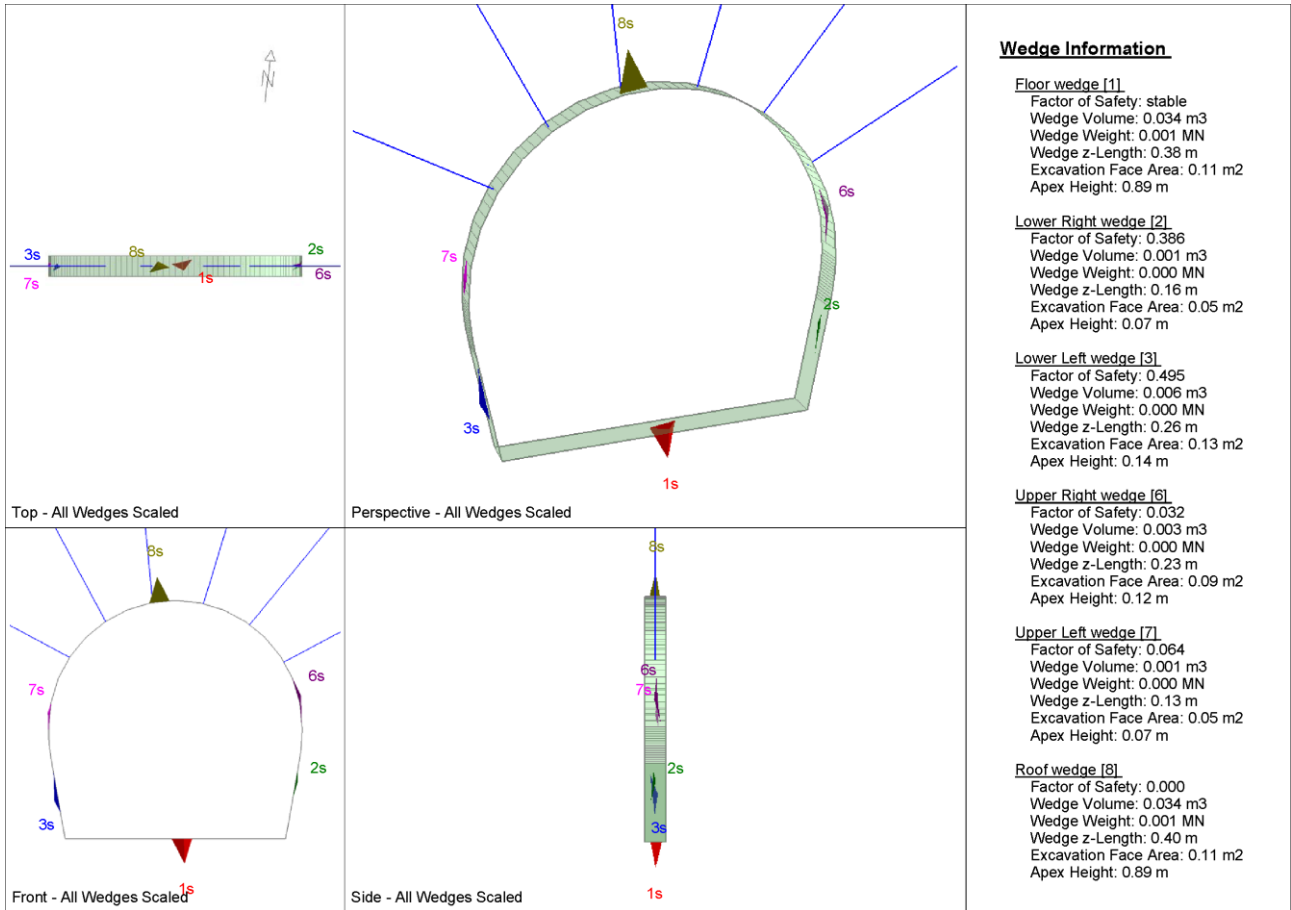 N
3s
8s
2s
7s
1s
6s
Top - All Wedges Scaled
8s
6s
7s
2s
3s
1s
Perspective - All Wedges Scaled
8s
6s
7s
2s
3s
1s
Front - All Wedges Scaled
8s
6s
7s
2s
3s
1s
Side - All Wedges Scaled
Wedge Information
Floor wedge [1]
Factor of Safety: stable
Wedge Volume: 0.034 m3
Wedge Weight: 0.001 MN
Wedge z-Length: 0.38 m
Excavation Face Area: 0.11 m2
Apex Height: 0.89 m
Lower Right wedge [2]
Factor of Safety: 0.386
Wedge Volume: 0.001 m3
Wedge Weight: 0.000 MN
Wedge z-Length: 0.16 m
Excavation Face Area: 0.05 m2
Apex Height: 0.07 m
Lower Left wedge [3]
Factor of Safety: 0.495
Wedge Volume: 0.006 m3
Wedge Weight: 0.000 MN
Wedge z-Length: 0.26 m
Excavation Face Area: 0.13 m2
Apex Height: 0.14 m
Upper Right wedge [6]
Factor of Safety: 0.032
Wedge Volume: 0.003 m3
Wedge Weight: 0.000 MN
Wedge z-Length: 0.23 m
Excavation Face Area: 0.09 m2
Apex Height: 0.12 m
Upper Left wedge [7]
Factor of Safety: 0.064
Wedge Volume: 0.001 m3
Wedge Weight: 0.000 MN
Wedge z-Length: 0.13 m
Excavation Face Area: 0.05 m2
Apex Height: 0.07 m
Roof wedge [8]
Factor of Safety: 0.000
Wedge Volume: 0.034 m3
Wedge Weight: 0.001 MN
Wedge z-Length: 0.40 m
Excavation Face Area: 0.11 m2
Apex Height: 0.89 m